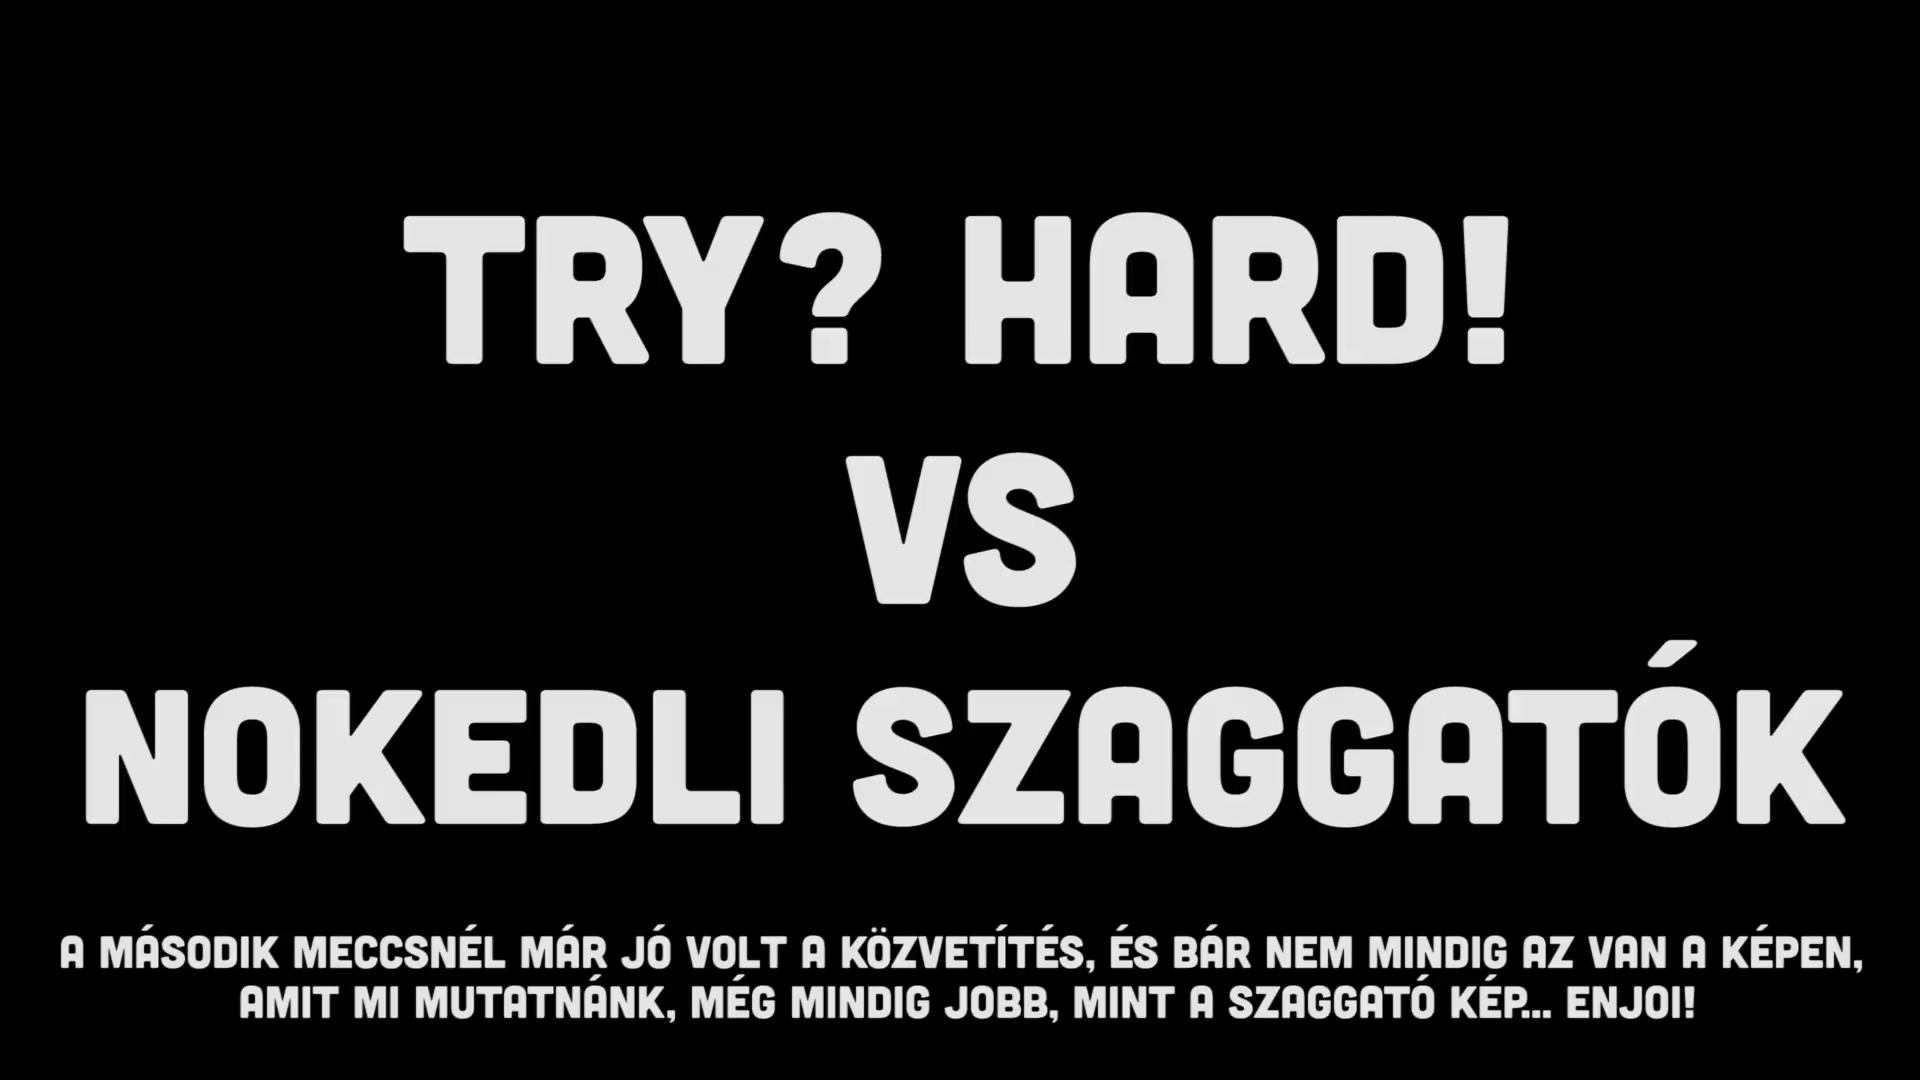 TRY? HARD!
VS
NOKEDLI SZAGGATÓK
A MÁSODIK MECCSNÉL MÁR JÓ VOLT A KÖZVETÍTÉS, ÉS BÁR NEM MINDIG AZ VAN A KÉPEN,
AMIT MI MUTATNÁNK, MÉG MINDIG JOBB, MINT A SZAGGATÓ KÉP... ENJOI!